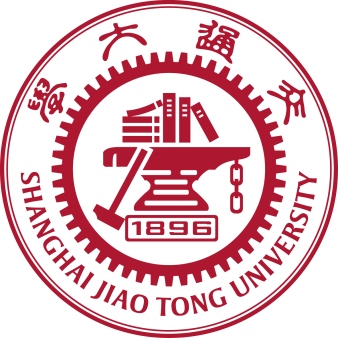 交通大學
1896
SHANGHAI JIAO TONG UNIVERSITY